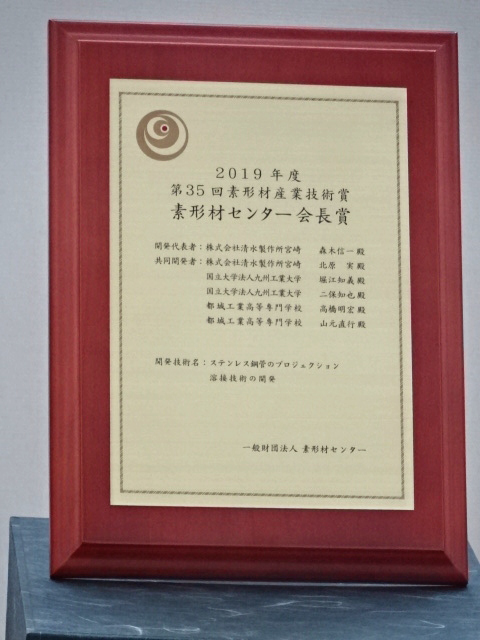 2019年度
第35回素形材産業技術賞
素形材センター会長賞
開発代表者：株式会社清水製作所宮崎 森木信一殿
共同開発者：株式会社清水製作所宮崎 北原 実殿
国立大学法人九州工業大学 堀江知義殿
国立大学法人九州工業大学 二保知也殿
都城工業高等専門学校 高橋明宏殿
都城工業高等専門学校 山元直行殿
開発技術名：ステンレス鋼管のプロジェクション
溶接技術の開発
一般財団法人 素形材センター